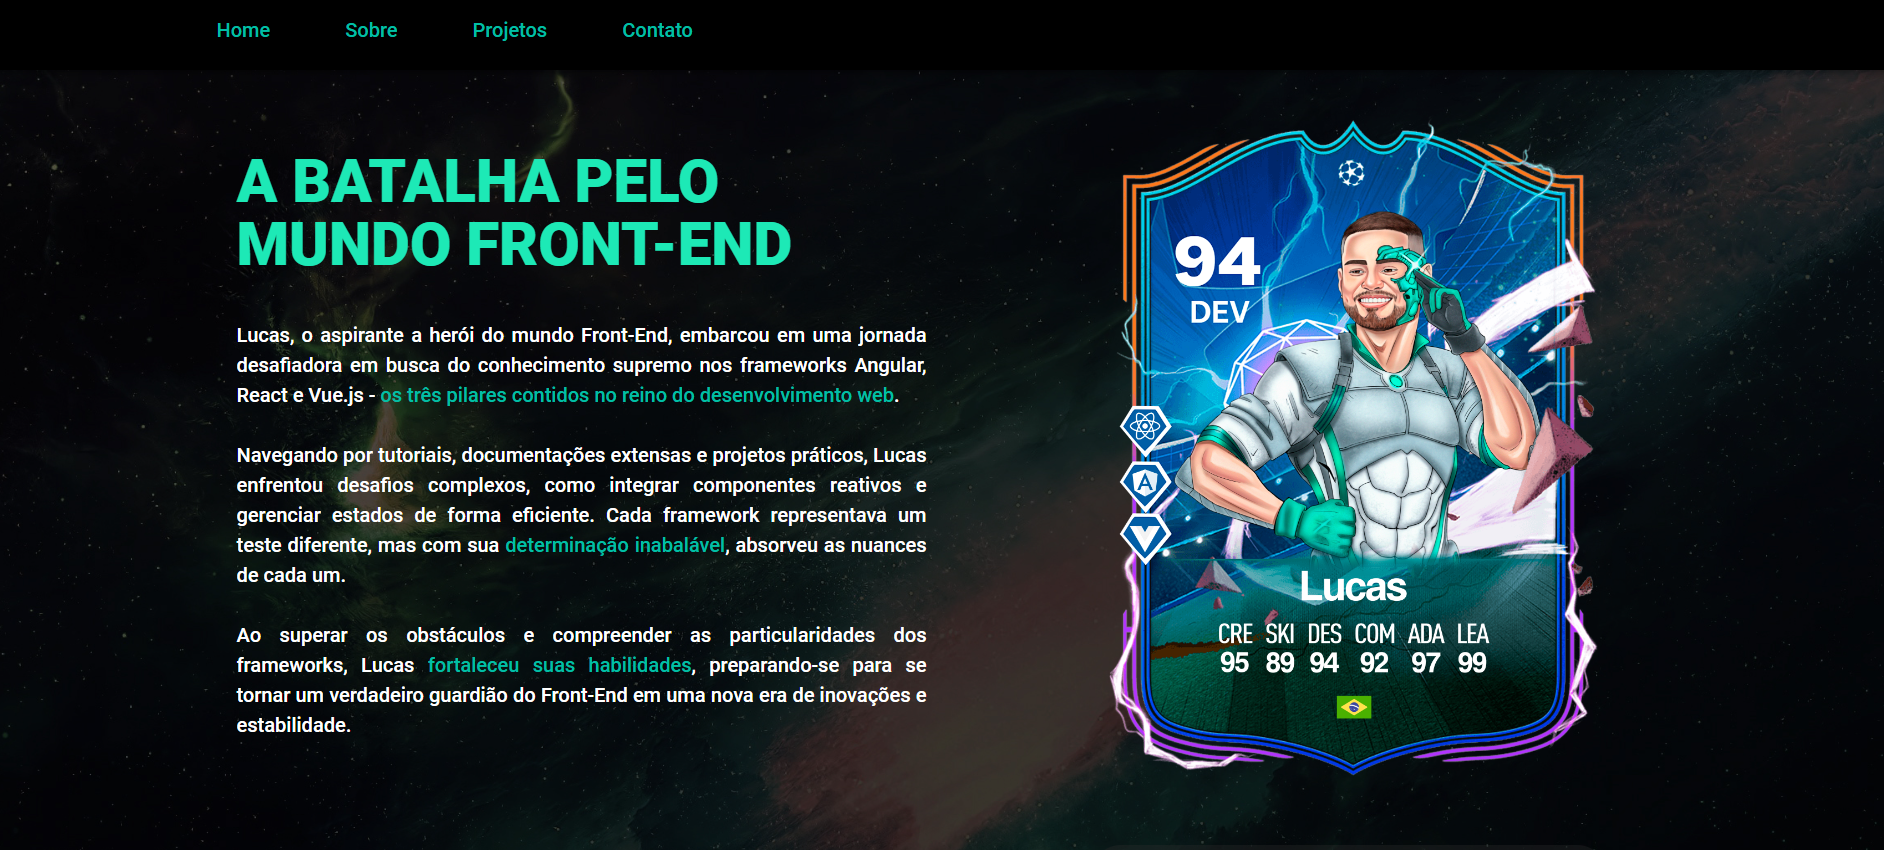 Home Sobre Projetos Contato
A BATALHA PELO
MUNDO FRONT-END
Lucas, o aspirante a herói do mundo Front-End, embarcou em uma jornada
desafiadora em busca do conhecimento supremo nos frameworks Angular,
React e Vue.js - os três pilares contidos no reino do desenvolvimento web.
Navegando por tutoriais, documentações extensas e projetos práticos, Lucas
enfrentou desafios complexos, como integrar componentes reativos e
gerenciar estados de forma eficiente. Cada framework representava um
teste diferente, mas com sua determinação inabalável, absorveu as nuances
de cada um.
Ao superar os obstáculos e compreender as particularidades dos
frameworks, Lucas fortaleceu suas habilidades, preparando-se para se
tornar um verdadeiro guardião do Front-End em uma nova era de inovações e
estabilidade.
94
DEV
A
Lucas
CRE SKI DES COM ADA LEA
95 89 94 92 97 99